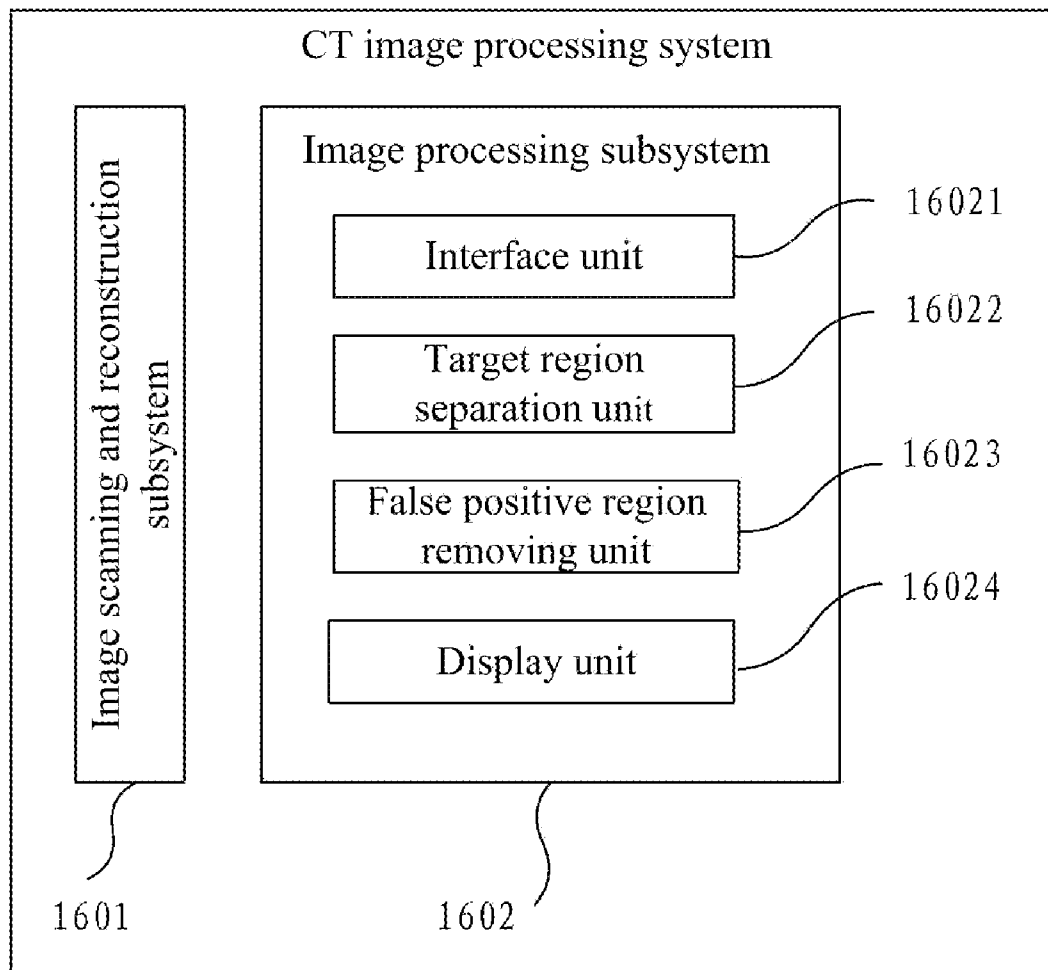 CT image processing system
Image scanning and reconstruction
subsystem
Image processing subsystem
Interface unit
16021
Target region
separation unit
16022
False positive region
removing unit
16023
Display unit
16024
1601
1602